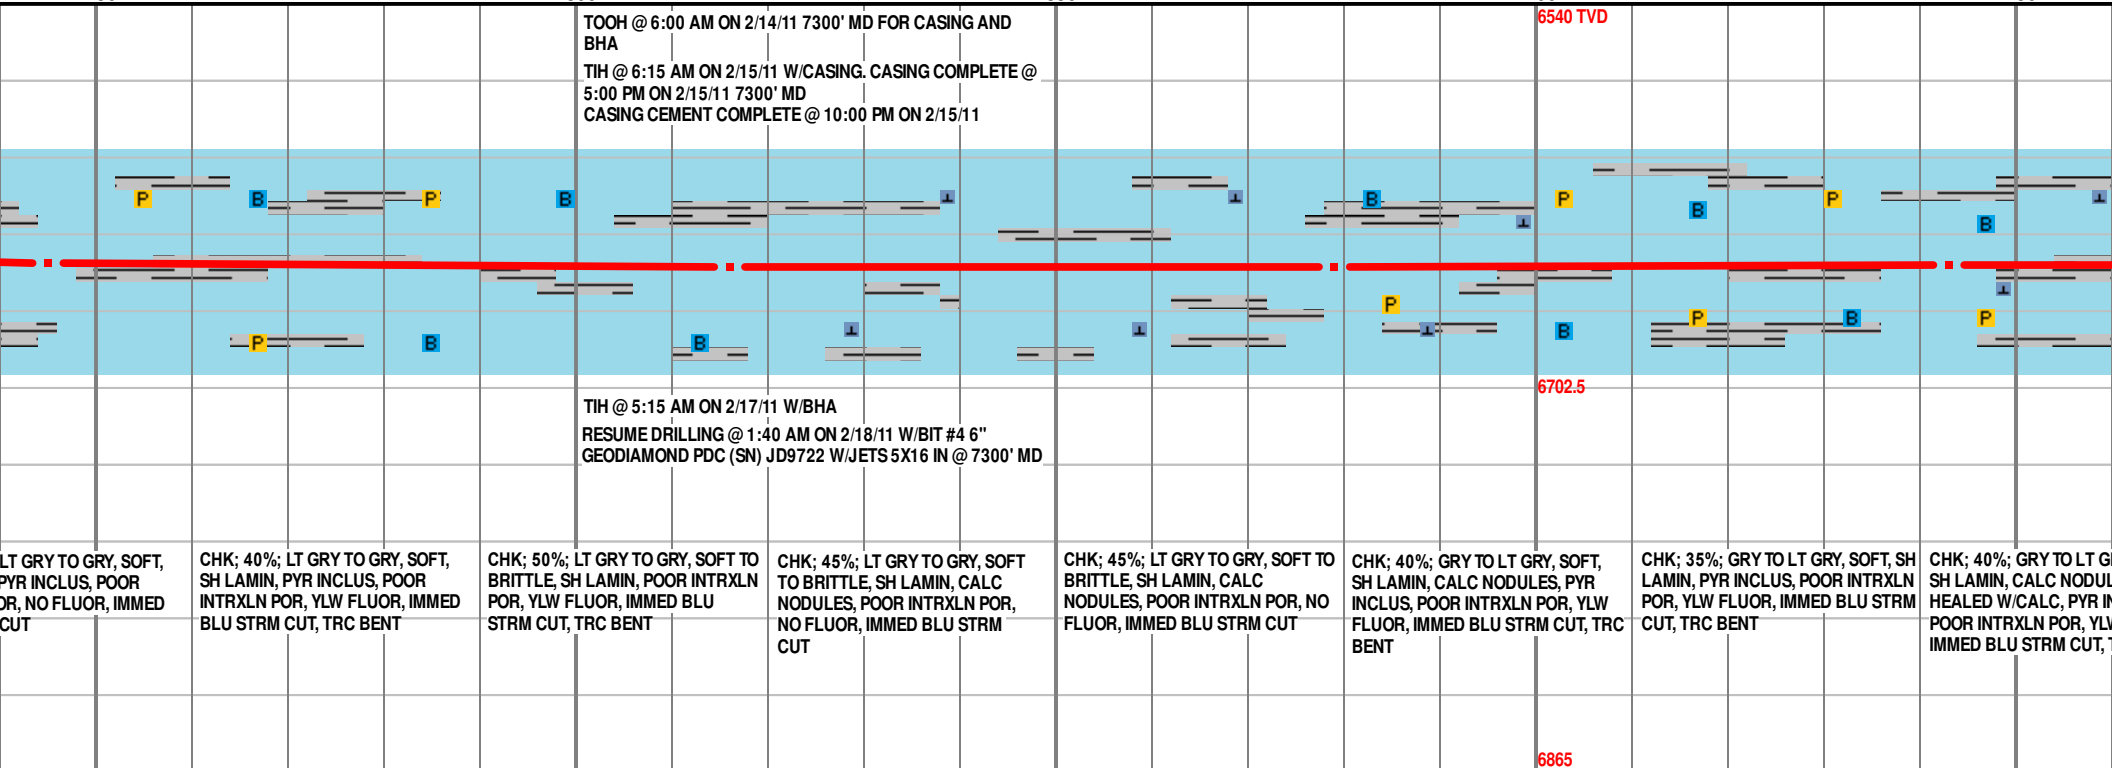 TOOH @ 6:00 AM ON 2/14/11 7300' MD FOR CASING AND
BHA
TIH @ 6:15 AM ON 2/15/11 W/CASING. CASING COMPLETE @
5:00 PM ON 2/15/11 7300' MD
CASING CEMENT COMPLETE @ 10:00 PM ON 2/15/11
6540 TVD
P
B
P
B
B
P
B
P
B
P
B
P
B
P
B
B
P
B
P
6702.5
TIH @ 5:15 AM ON 2/17/11 W/BHA
RESUME DRILLING @ 1:40 AM ON 2/18/11 W/BIT #4 6"
GEODIAMOND PDC (SN) JD9722 W/JETS 5X16 IN @ 7300' MD
LT GRY TO GRY, SOFT,
PYR INCLUS, POOR
OR, NO FLUOR, IMMED
CUT
CHK; 40%; LT GRY TO GRY, SOFT,
SH LAMIN, PYR INCLUS, POOR
INTRXLN POR, YLW FLUOR, IMMED
BLU STRM CUT, TRC BENT
CHK; 50%; LT GRY TO GRY, SOFT TO
BRITTLE, SH LAMIN, POOR INTRXLN
POR, YLW FLUOR, IMMED BLU
STRM CUT, TRC BENT
CHK; 45%; LT GRY TO GRY, SOFT
TO BRITTLE, SH LAMIN, CALC
NODULES, POOR INTRXLN POR,
NO FLUOR, IMMED BLU STRM
CUT
CHK; 45%; LT GRY TO GRY, SOFT TO
BRITTLE, SH LAMIN, CALC
NODULES, POOR INTRXLN POR, NO
FLUOR, IMMED BLU STRM CUT
CHK; 40%; GRY TO LT GRY, SOFT,
SH LAMIN, CALC NODULES, PYR
INCLUS, POOR INTRXLN POR, YLW
FLUOR, IMMED BLU STRM CUT, TRC
BENT
CHK; 35%; GRY TO LT GRY, SOFT, SH
LAMIN, PYR INCLUS, POOR INTRXLN
POR, YLW FLUOR, IMMED BLU STRM
CUT, TRC BENT
CHK; 40%; GRY TO LT
SH LAMIN, CALC
HEALED W/CALC, PYR
POOR INTRXLN POR,
IMMED BLU STRM CUT,
6865